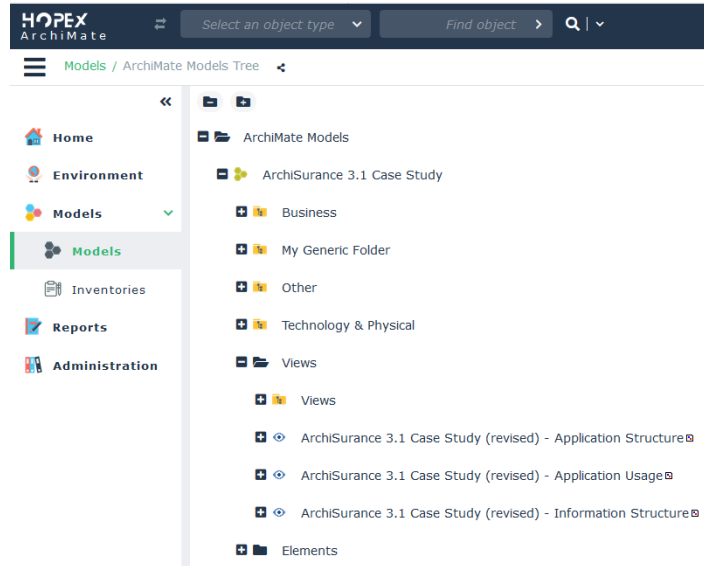 HOPEX
ArchiMate
Select an object type
Find object
Models / ArchiMate Models Tree
Home
Environment
Models
Models
Inventories
Reports
Administration
ArchiMate Models
ArchiSurance 3.1 Case Study
Business
My Generic Folder
Other
Technology & Physical
Views
Views
ArchiSurance 3.1 Case Study (revised) - Application Structure
ArchiSurance 3.1 Case Study (revised) - Application Usage
ArchiSurance 3.1 Case Study (revised) - Information Structure
Elements